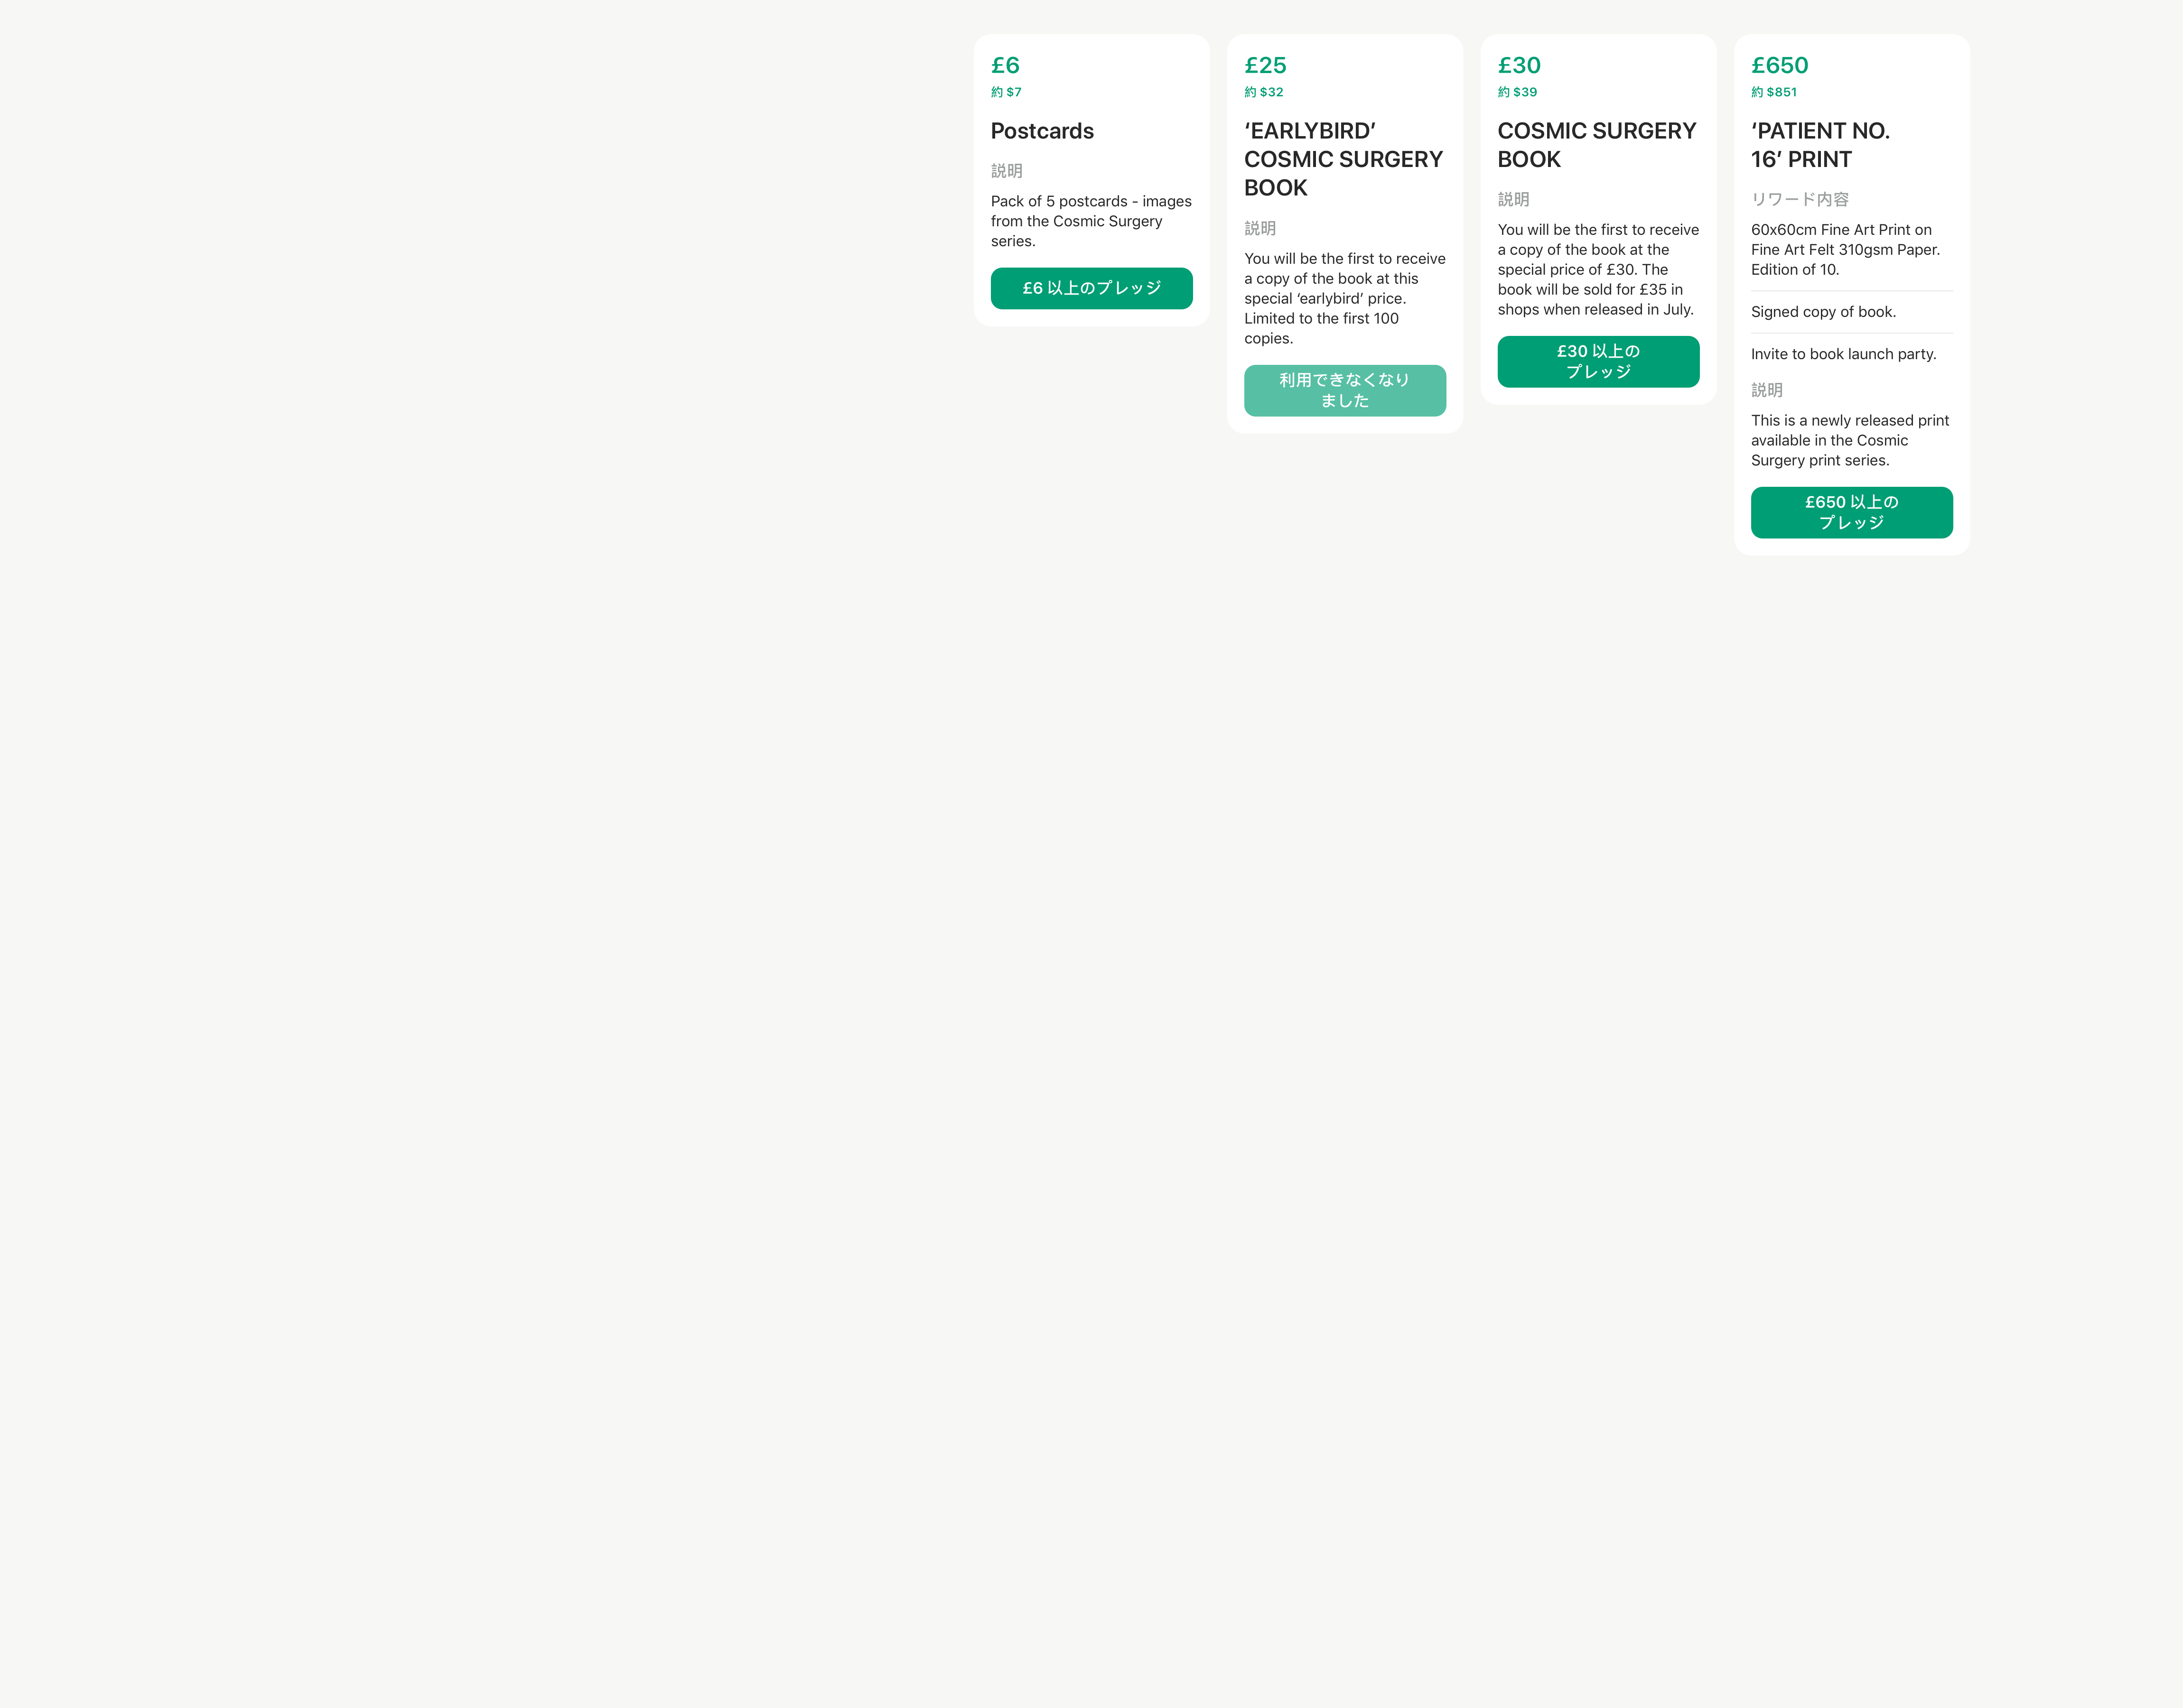 £6
約 $7
Postcards
説明
Pack of 5 postcards - images
from the Cosmic Surgery
series.
£6 以上のプレッジ
£25
約 $32
‘EARLYBIRD’
COSMIC SURGERY
BOOK
説明
You will be the first to receive
a copy of the book at this
special ‘earlybird’ price.
Limited to the first 100
copies.
利用できなくなり
ました
£30
約 $39
COSMIC SURGERY
BOOK
説明
You will be the first to receive
a copy of the book at the
special price of £30. The
book will be sold for £35 in
shops when released in July.
£30 以上の
プレッジ
£650
約 $851
‘PATIENT NO.
16’ PRINT
リワード内容
60x60cm Fine Art Print on
Fine Art Felt 310gsm Paper.
Edition of 10.
Signed copy of book.
Invite to book launch party.
説明
This is a newly released print
available in the Cosmic
Surgery print series.
£650 以上の
プレッジ